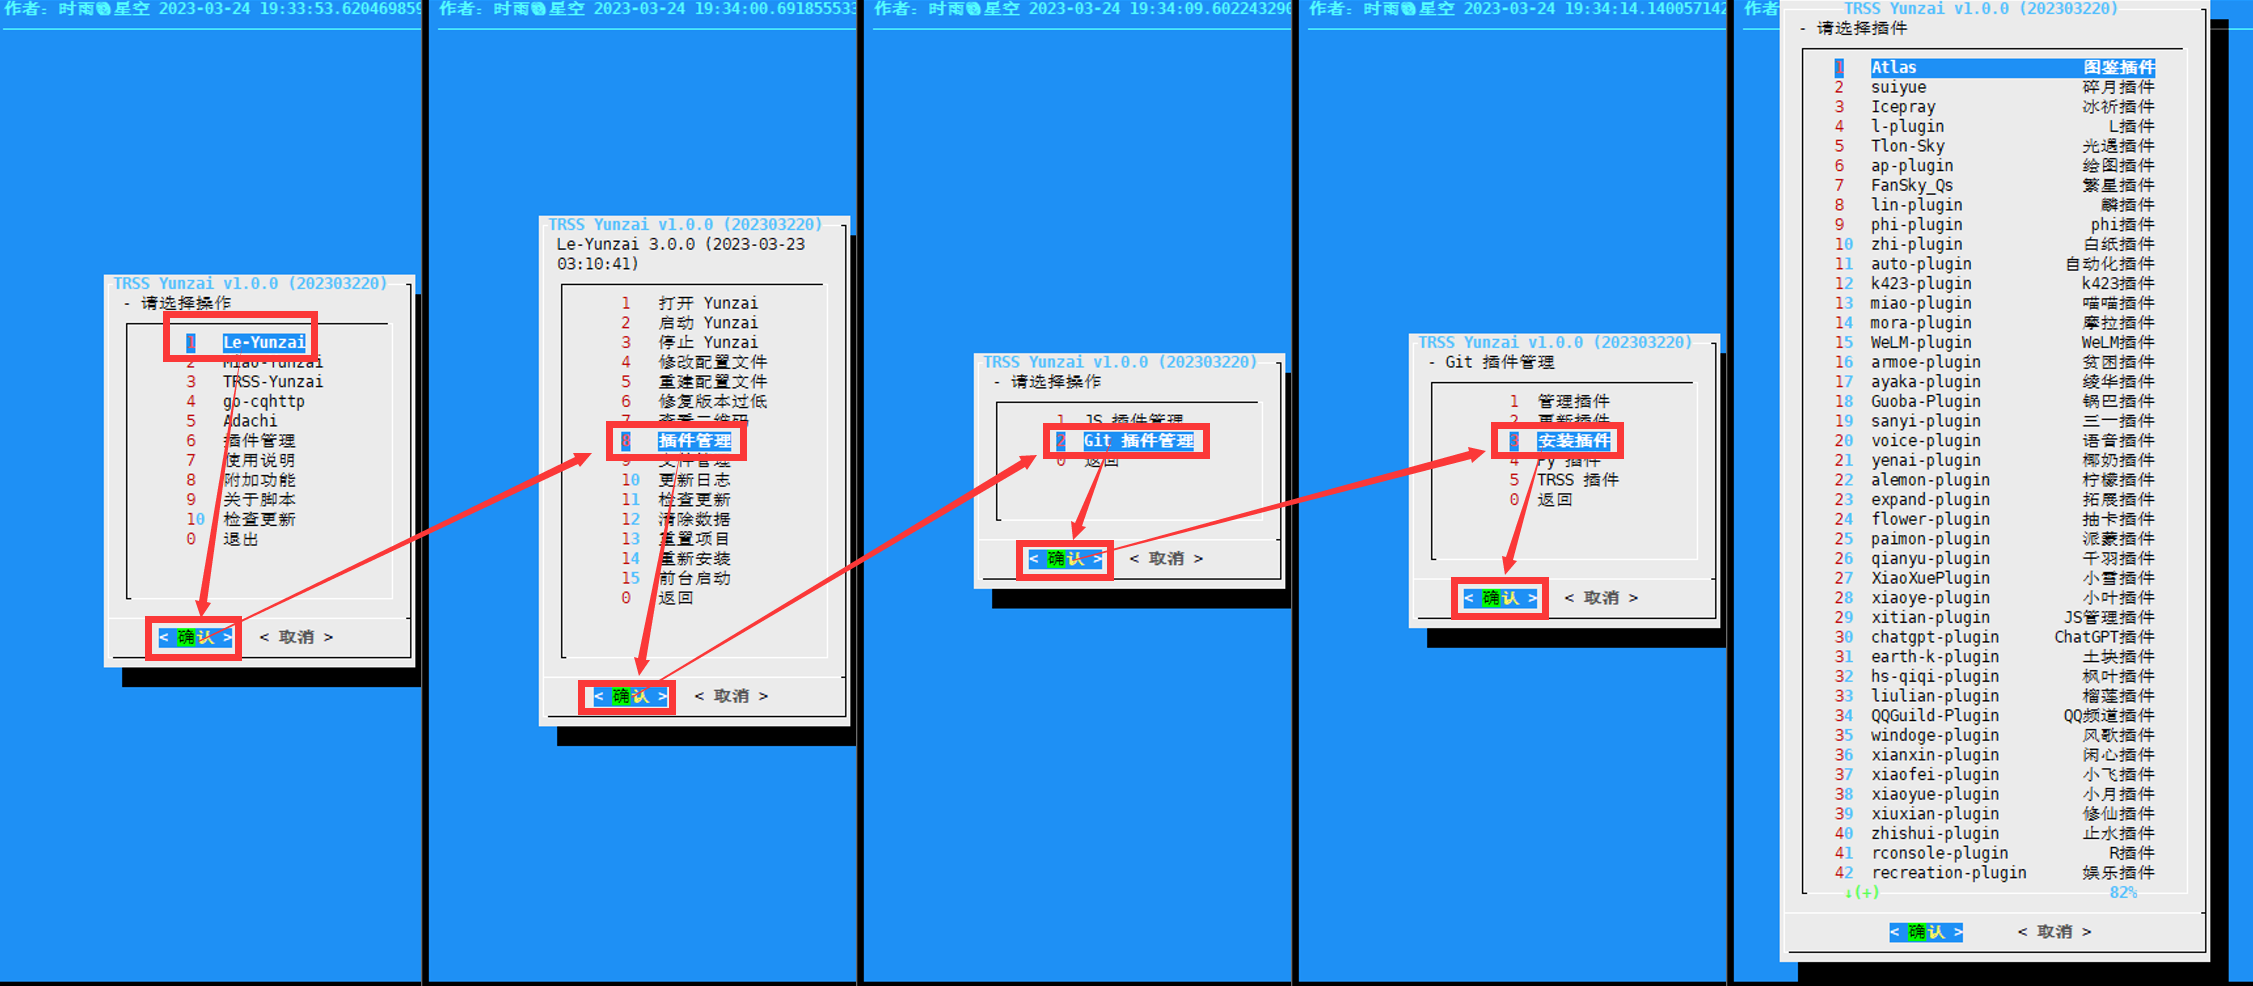 作者：时雨🌌星空 2023-03-24 19:33:53.620469859
TRSS Yunzai v1.0.0 (202303220)
- 请选择操作
1 Le-Yunzai
2 Miao-Yunzai
3 TRSS-Yunzai
4 go-cqhttp
5 Adachi
6 插件管理
7 使用说明
8 附加功能
9 关于脚本
10 检查更新
0 退出
< 确认 > < 取消 >
作者：时雨🌌星空 2023-03-24 19:34:00.691855533
TRSS Yunzai v1.0.0 (202303220)
Le-Yunzai 3.0.0 (2023-03-23
03:10:41)
1 打开 Yunzai
2 启动 Yunzai
3 停止 Yunzai
4 修改配置文件
5 重建配置文件
6 修复版本过低
7 查看二维码
8 插件管理
9 文件管理
10 更新日志
11 检查更新
12 清除数据
13 重置项目
14 重新安装
15 前台启动
0 返回
< 确认 > < 取消 >
作者：时雨🌌星空 2023-03-24 19:34:09.602243290
TRSS Yunzai v1.0.0 (202303220)
- 请选择操作
1 JS 插件管理
2 Git 插件管理
0 返回
< 确认 > < 取消 >
作者：时雨🌌星空 2023-03-24 19:34:14.140057142
TRSS Yunzai v1.0.0 (202303220)
- Git 插件管理
1 管理插件
2 更新插件
3 安装插件
4 Py 插件
5 TRSS 插件
0 返回
< 确认 > < 取消 >
作者
TRSS Yunzai v1.0.0 (202303220)
- 请选择插件
1 Atlas 图鉴插件
2 suiyue 碎月插件
3 Icepray 冰祈插件
4 l-plugin L插件
5 Tlon-Sky 光遇插件
6 ap-plugin 绘图插件
7 FanSky_Qs 繁星插件
8 lin-plugin 麟插件
9 phi-plugin phi插件
10 zhi-plugin 白纸插件
11 auto-plugin 自动化插件
12 k423-plugin k423插件
13 miao-plugin 喵喵插件
14 mora-plugin 摩拉插件
15 WeLM-plugin WeLM插件
16 armoe-plugin 贫困插件
17 ayaka-plugin 绫华插件
18 Guoba-Plugin 锅巴插件
19 sanyi-plugin 三一插件
20 voice-plugin 语音插件
21 yenai-plugin 椰奶插件
22 alemon-plugin 柠檬插件
23 expand-plugin 拓展插件
24 flower-plugin 抽卡插件
25 paimon-plugin 派蒙插件
26 qianyu-plugin 千羽插件
27 XiaoXuePlugin 小雪插件
28 xiaoye-plugin 小叶插件
29 xitian-plugin JS管理插件
30 chatgpt-plugin ChatGPT插件
31 earth-k-plugin 土块插件
32 hs-qiqi-plugin 枫叶插件
33 liulian-plugin 榴莲插件
34 QQGuild-Plugin QQ频道插件
35 windoge-plugin 风歌插件
36 xianxin-plugin 闲心插件
37 xiaofei-plugin 小飞插件
38 xiaoyue-plugin 小月插件
39 xiuxian-plugin 修仙插件
40 zhishui-plugin 止水插件
41 rconsole-plugin R插件
42 recreation-plugin 娱乐插件
↓(+) 82%
< 确认 > < 取消 >